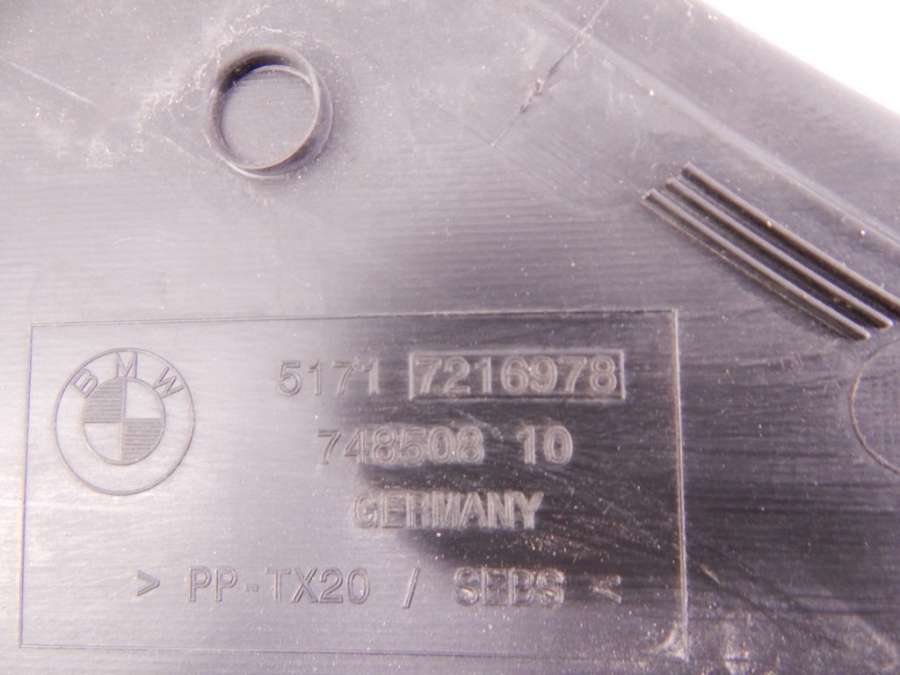 BMW
5171 7216978
748508 10
GERMANY
> PP-TX20 / SEBS <